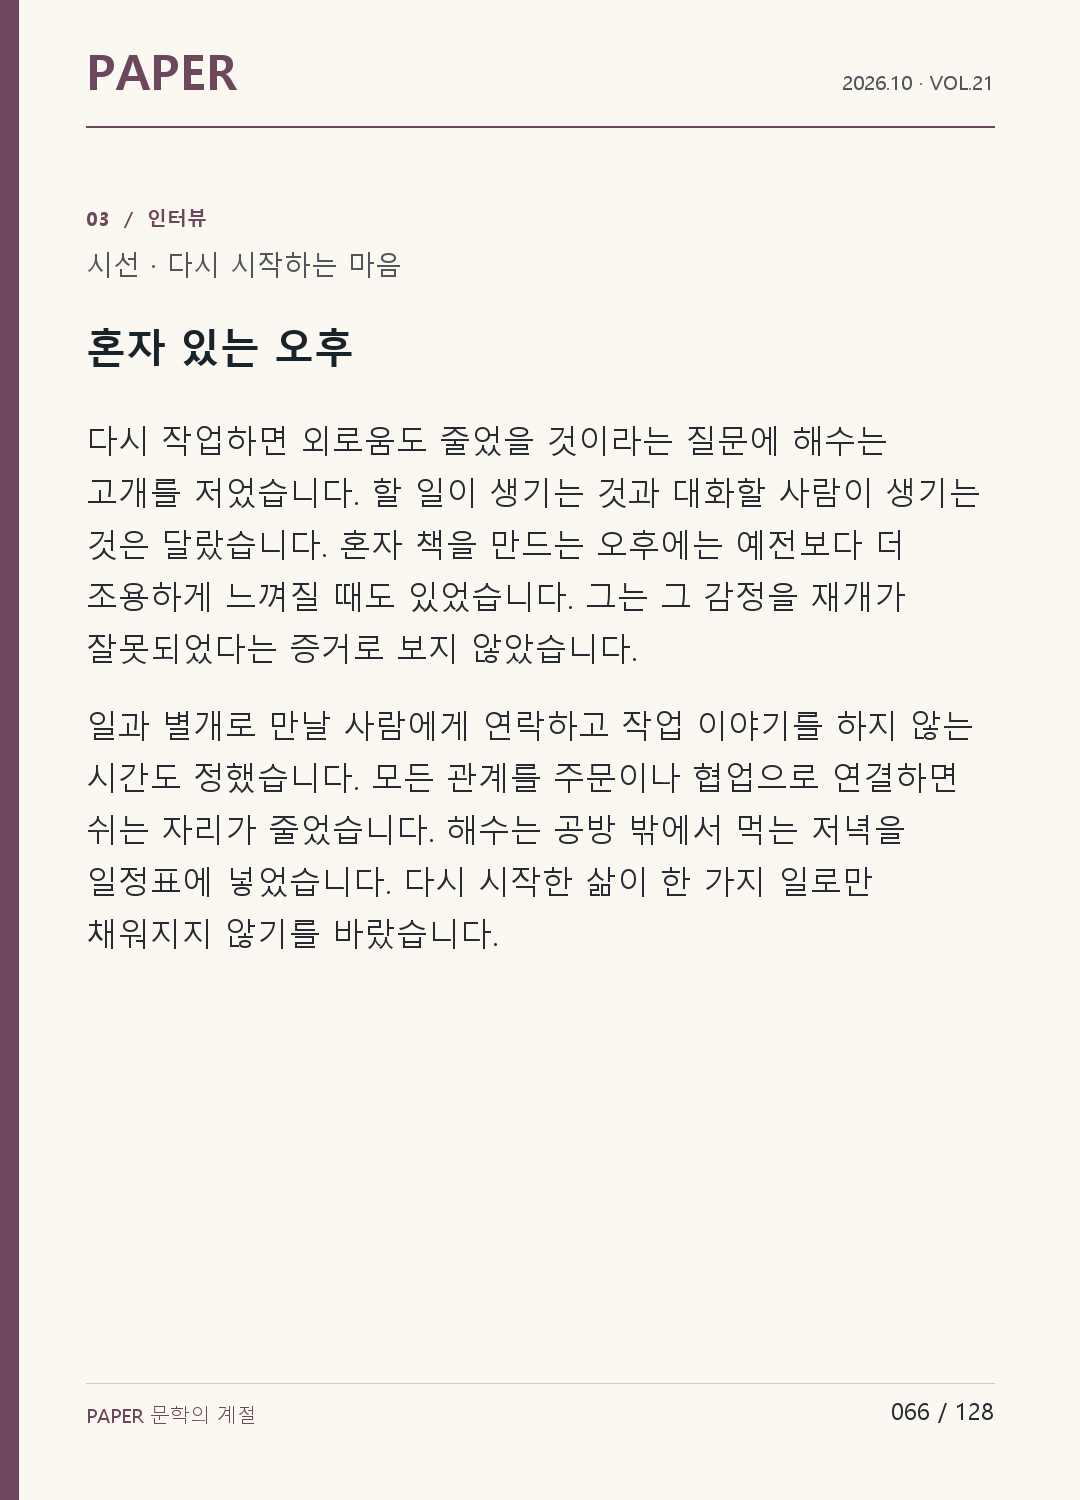 PAPER
2026.10 · VOL.21
03 / 인터뷰
시선 · 다시 시작하는 마음
혼자 있는 오후
다시 작업하면 외로움도 줄었을 것이라는 질문에 해수는
고개를 저었습니다. 할 일이 생기는 것과 대화할 사람이 생기는
것은 달랐습니다. 혼자 책을 만드는 오후에는 예전보다 더
조용하게 느껴질 때도 있었습니다. 그는 그 감정을 재개가
잘못되었다는 증거로 보지 않았습니다.
일과 별개로 만날 사람에게 연락하고 작업 이야기를 하지 않는
시간도 정했습니다. 모든 관계를 주문이나 협업으로 연결하면
쉬는 자리가 줄었습니다. 해수는 공방 밖에서 먹는 저녁을
일정표에 넣었습니다. 다시 시작한 삶이 한 가지 일로만
채워지지 않기를 바랐습니다.
PAPER 문학의 계절
066 / 128